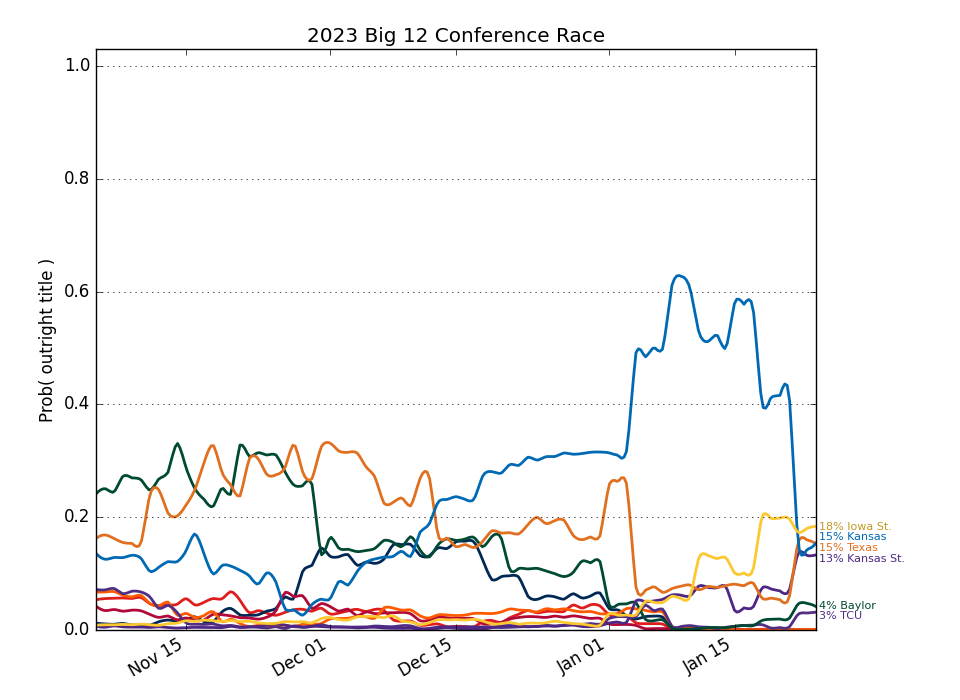 2023 Big 12 Conference Race
Prob( outright title )
1.0
0.8
0.6
0.4
0.2
0.0
18% Iowa St.
15% Kansas
15% Texas
13% Kansas St.
4% Baylor
3% TCU
Nov 15
Dec 01
Dec 15
Jan 01
Jan 15